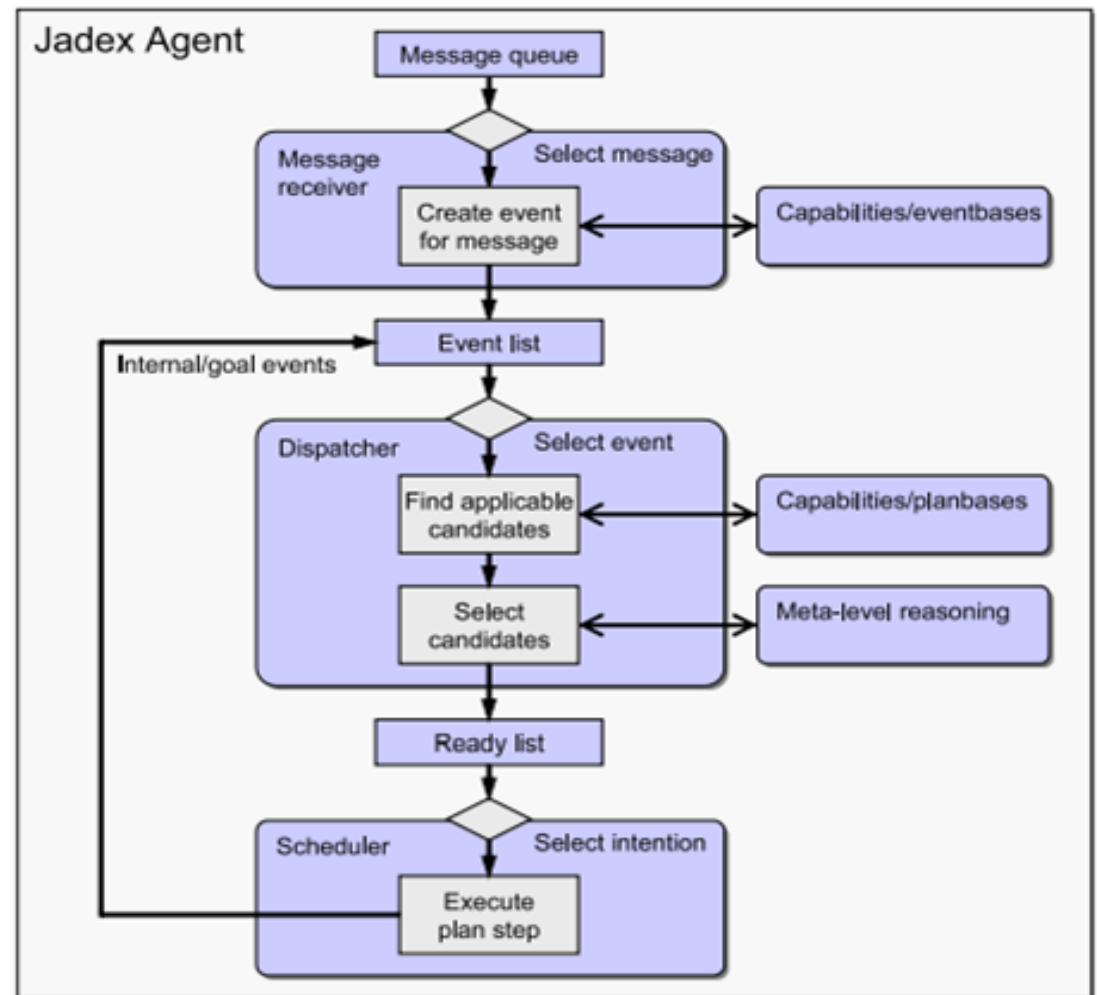 Jadex Agent
Message queue
Message
receiver
Select message
Create event
for message
Capabilities/eventbases
Event list
Internal/goal events
Dispatcher
Select event
Find applicable
candidates
Capabilities/planbases
Select
candidates
Meta-level reasoning
Ready list
Scheduler
Select intention
Execute
plan step